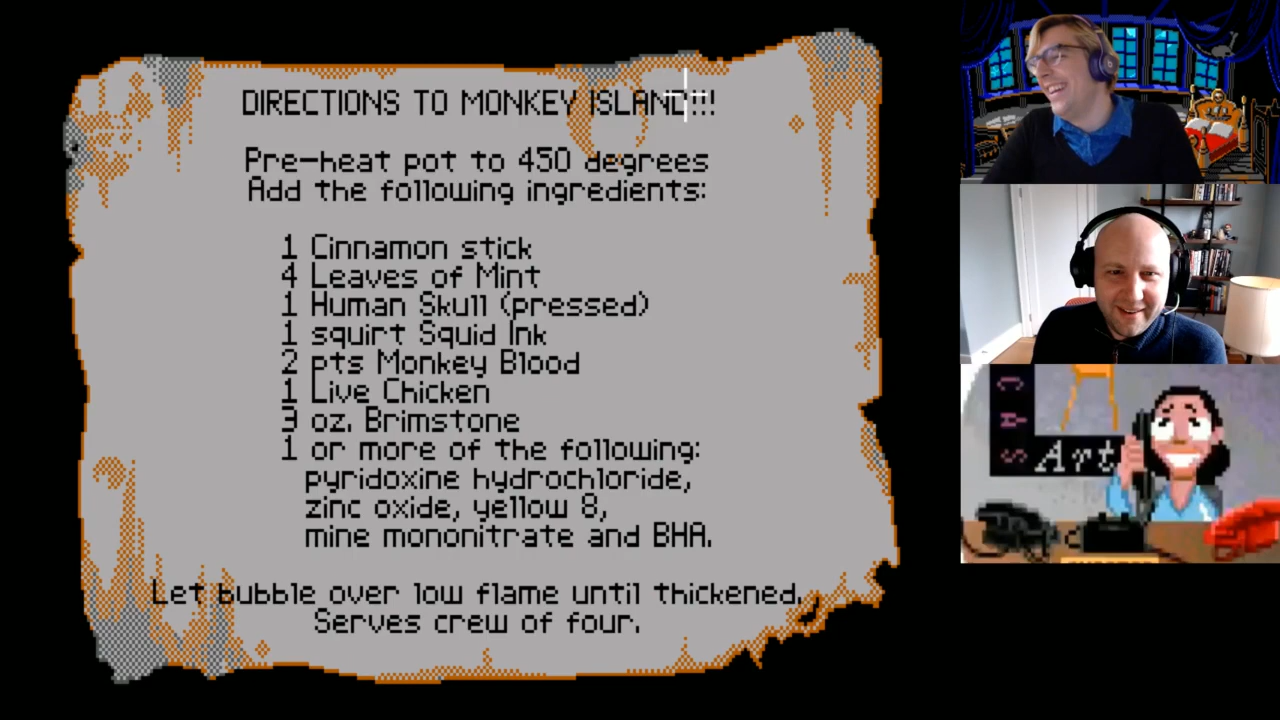 DIRECTIONS TO MONKEY ISLAND!!!
Pre-heat pot to 450 degrees
Add the following ingredients:
1 Cinnamon stick
4 Leaves of Mint
1 Human Skull (pressed)
1 squirt Squid Ink
2 pts Monkey Blood
1 Live Chicken
3 oz. Brimstone
1 or more of the following:
pyridoxine hydrochloride,
zinc oxide, yellow 8,
mine mononitrate and BHA.
Let bubble over low flame until thickened.
Serves crew of four.
Art